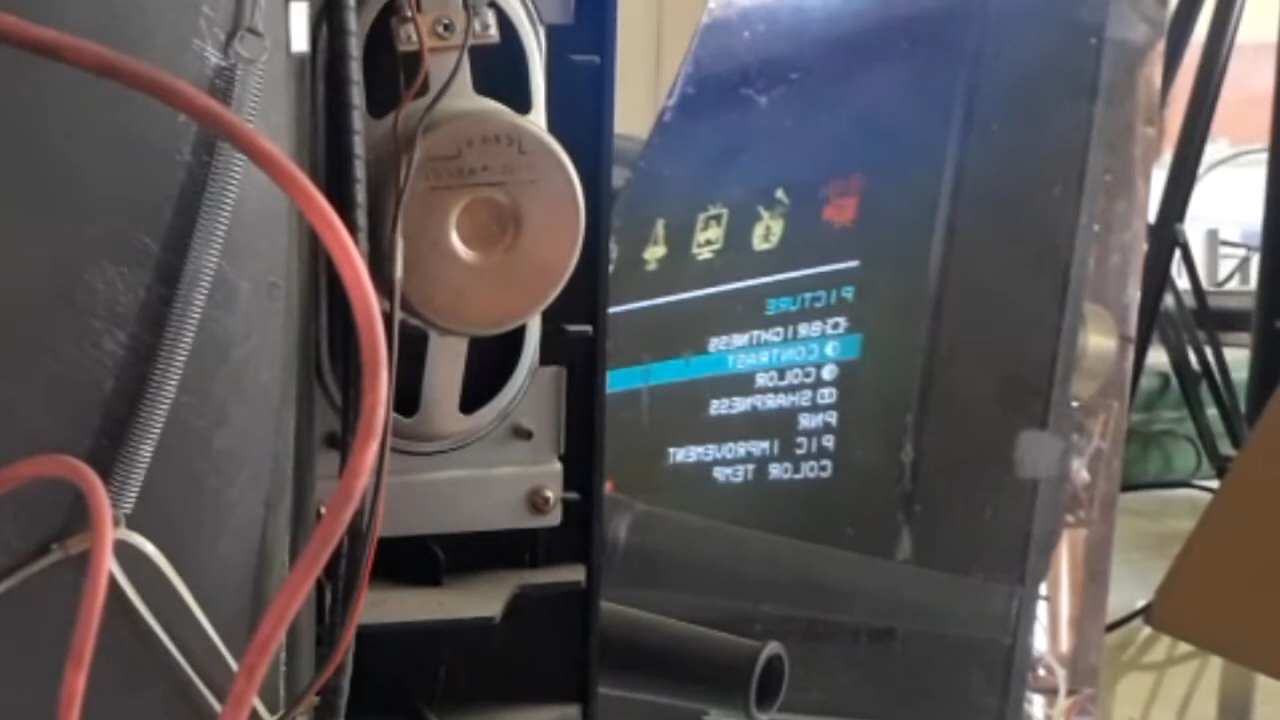 PICTURE
BRIGHTNESS
CONTRAST
COLOR
SHARPNESS
PNR
PIC IMPROVEMENT
COLOR TEMP